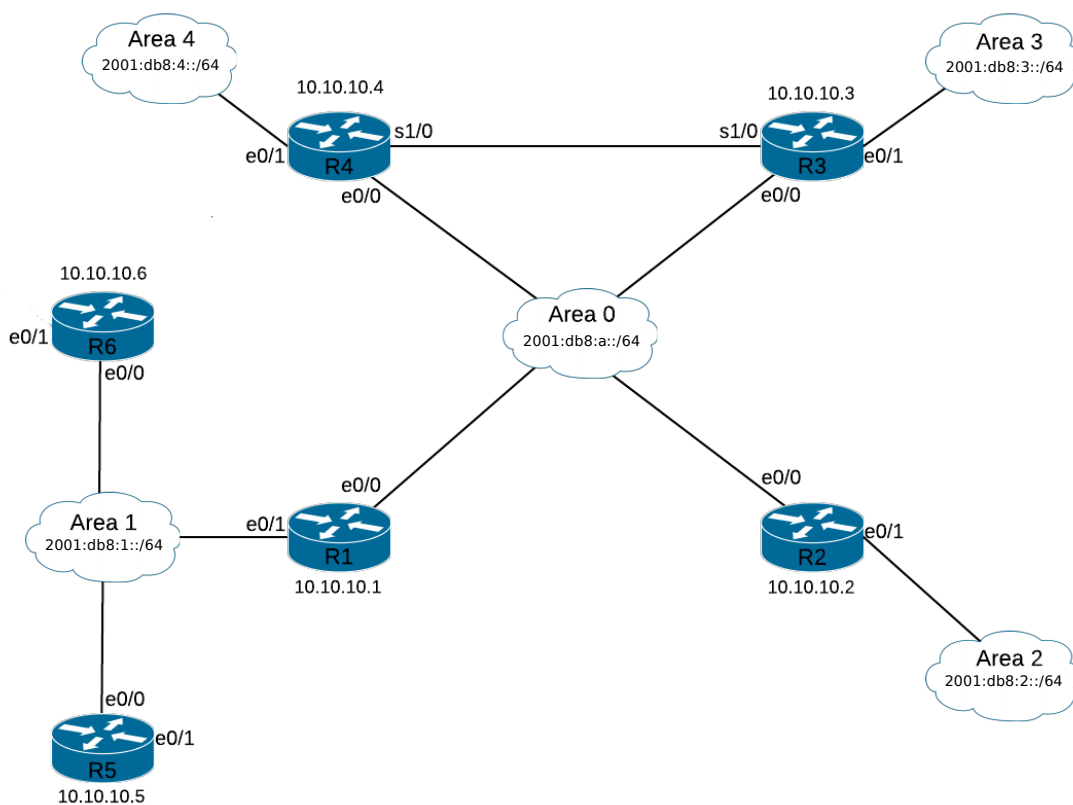 Area 4
2001:db8:4::/64
Area 3
2001:db8:3::/64
10.10.10.4
10.10.10.3
s1/0
s1/0
e0/1
R4
R3
e0/1
e0/0
e0/0
10.10.10.6
Area 0
2001:db8:a::/64
e0/1
R6
e0/0
e0/0
e0/0
Area 1
2001:db8:1::/64
e0/1
R1
R2
e0/1
10.10.10.1
10.10.10.2
Area 2
2001:db8:2::/64
e0/0
e0/1
R5
10.10.10.5